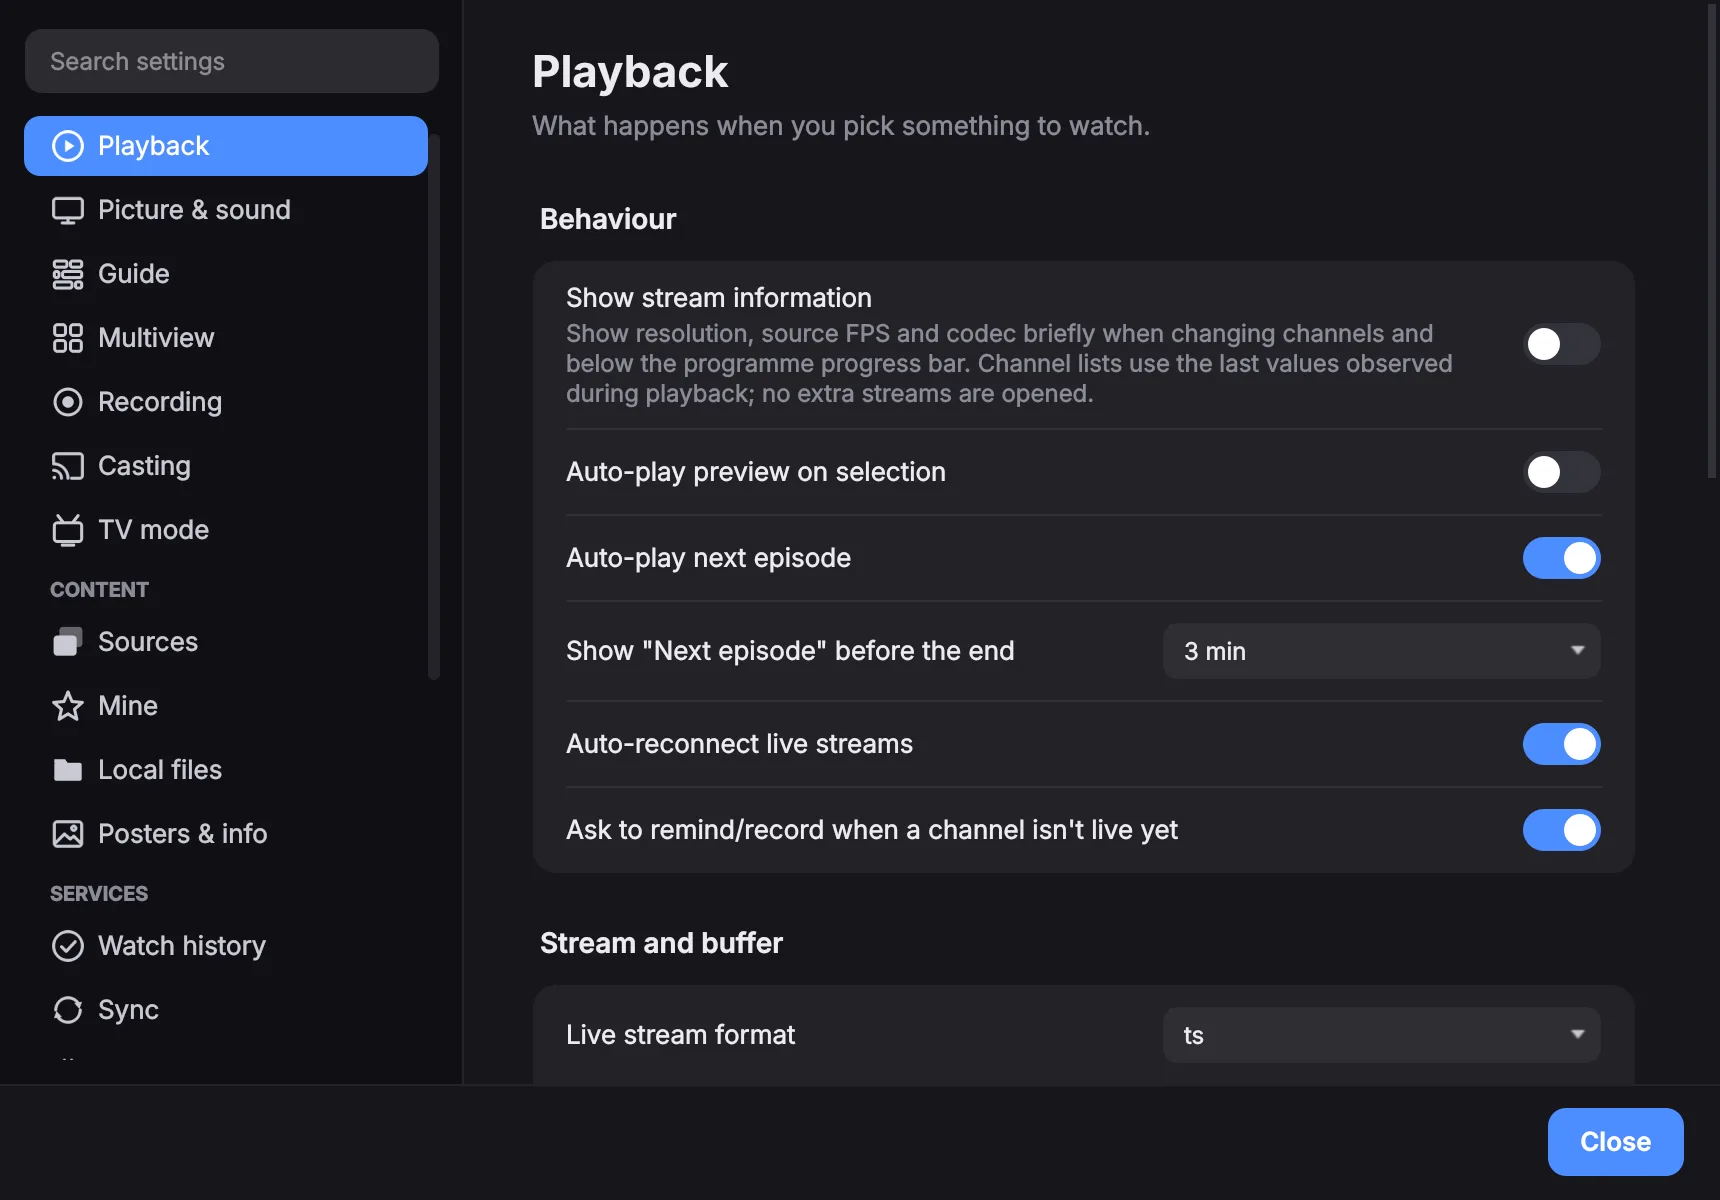 Search settings
Playback
Picture & sound
Guide
Multiview
Recording
Casting
TV mode
CONTENT
Sources
Mine
Local files
Posters & info
SERVICES
Watch history
Sync
Playback
What happens when you pick something to watch.
Behaviour
Show stream information
Show resolution, source FPS and codec briefly when changing channels and
below the programme progress bar. Channel lists use the last values observed
during playback; no extra streams are opened.
Auto-play preview on selection
Auto-play next episode
Show "Next episode" before the end
3 min
Auto-reconnect live streams
Ask to remind/record when a channel isn't live yet
Stream and buffer
Live stream format
ts
Close